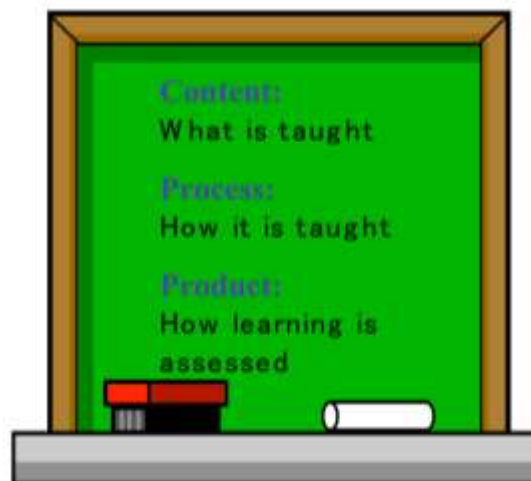 Content:
What is taught
Process:
How it is taught
Product:
How learning is
assessed